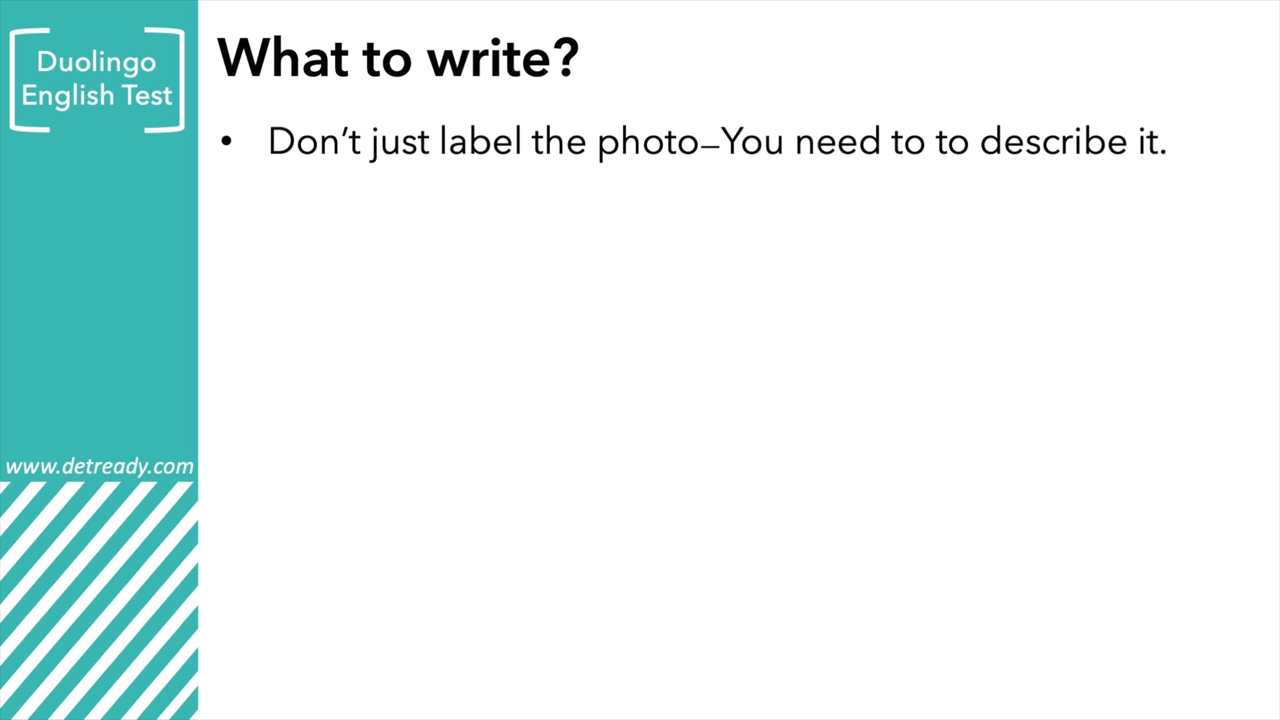 Duolingo
English Test
What to write?
• Don’t just label the photo—You need to to describe it.
www.detready.com